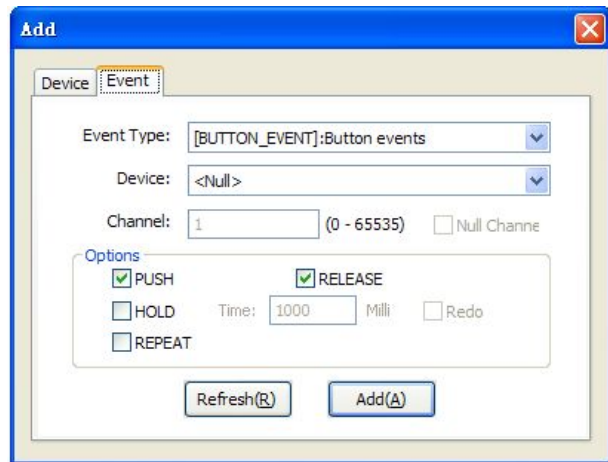 Add
Device Event
Event Type: [BUTTON_EVENT]:Button events
Device: <Null>
Channel: 1 (0 - 65535) Null Channe
Options
PUSH RELEASE
HOLD Time: 1000 Milli Redo
REPEAT
Refresh(R) Add(A)